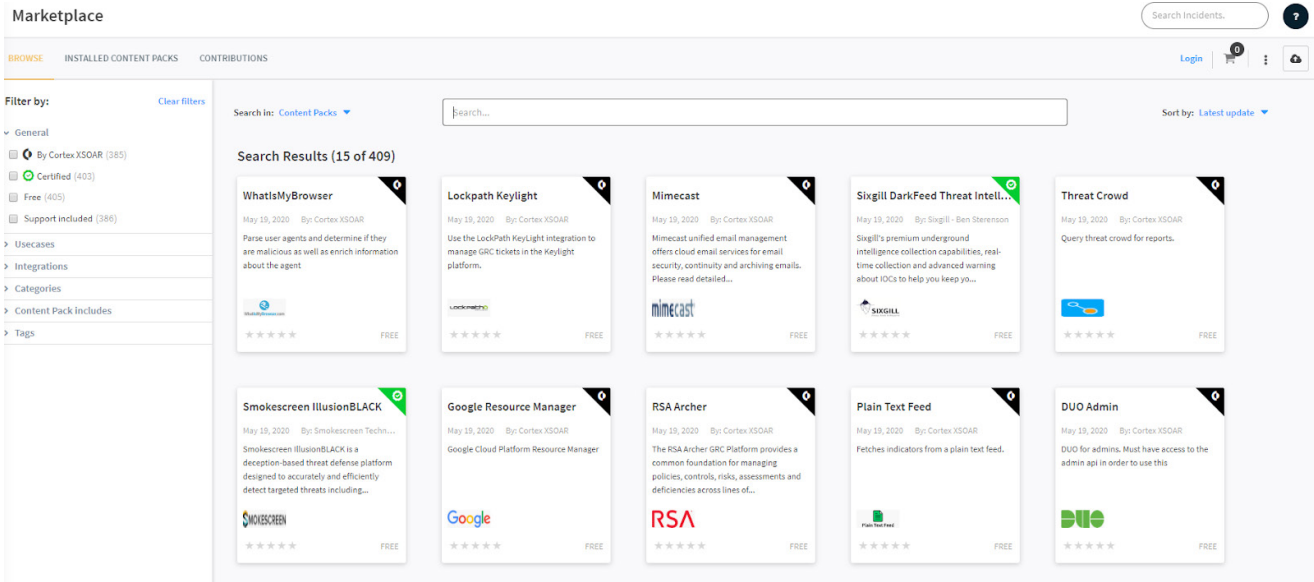 Marketplace
Search Incidents.
?
BROWSE
INSTALLED CONTENT PACKS
CONTRIBUTIONS
Login
0
Filter by:
Clear filters
General
By Cortex XSOAR (385)
Certified (403)
Free (405)
Support included (386)
Usecases
Integrations
Categories
Content Pack includes
Tags
Search in: Content Packs
Search...
Sort by: Latest update
Search Results (15 of 409)
WhatIsMyBrowser
May 19, 2020 By: Cortex XSOAR
Parse user agents and determine if they
are malicious as well as enrich information
about the agent
WhatIsMyBrowser.com
FREE
Lockpath Keylight
May 19, 2020 By: Cortex XSOAR
Use the LockPath KeyLight integration to
manage GRC tickets in the Keylight
platform.
Lockpath
FREE
Mimecast
May 19, 2020 By: Cortex XSOAR
Mimecast unified email management
offers cloud email services for email
security, continuity and archiving emails.
Please read detailed...
mimecast
FREE
Sixgill DarkFeed Threat Intell...
May 19, 2020 By: Sixgill - Ben Sterenson
Sixgill's premium underground
intelligence collection capabilities, real-
time collection and advanced warning
about IOCs to help you keep yo...
SIXGILL
FREE
Threat Crowd
May 19, 2020 By: Cortex XSOAR
Query threat crowd for reports.
FREE
Smokescreen IllusionBLACK
May 19, 2020 By: Smokescreen Techn...
Smokescreen IllusionBLACK is a
deception-based threat defense platform
designed to accurately and efficiently
detect targeted threats including...
SMOKESCREEN
FREE
Google Resource Manager
May 19, 2020 By: Cortex XSOAR
Google Cloud Platform Resource Manager
Google
FREE
RSA Archer
May 19, 2020 By: Cortex XSOAR
The RSA Archer GRC Platform provides a
common foundation for managing
policies, controls, risks, assessments and
deficiencies across lines of...
RSA
FREE
Plain Text Feed
May 19, 2020 By: Cortex XSOAR
Fetches indicators from a plain text feed.
Plain Text Feed
FREE
DUO Admin
May 19, 2020 By: Cortex XSOAR
DUO for admins. Must have access to the
admin api in order to use this
DUO
FREE